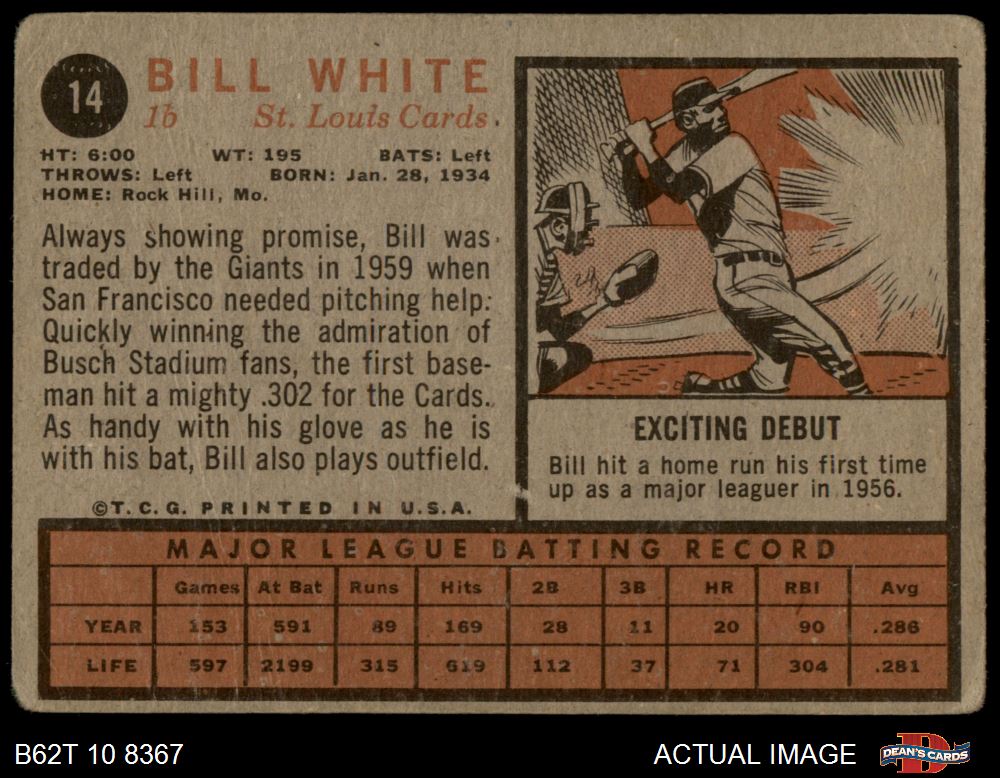 14
BILL WHITE
1b St. Louis Cards
HT: 6:00 WT: 195 BATS: Left
THROWS: Left BORN: Jan. 28, 1934
HOME: Rock Hill, Mo.
Always showing promise, Bill was
traded by the Giants in 1959 when
San Francisco needed pitching help.
Quickly winning the admiration of
Busch Stadium fans, the first base-
man hit a mighty .302 for the Cards.
As handy with his glove as he is
with his bat, Bill also plays outfield.
©T.C.G. PRINTED IN U.S.A.
EXCITING DEBUT
Bill hit a home run his first time
up as a major leaguer in 1956.
MAJOR LEAGUE BATTING RECORD
Games At Bat Runs Hits 2B 3B HR RBI Avg
YEAR 153 591 89 169 28 11 20 90 .286
LIFE 597 2199 315 619 112 37 71 304 .281
B62T 10 8367
ACTUAL IMAGE
DEAN'S CARDS